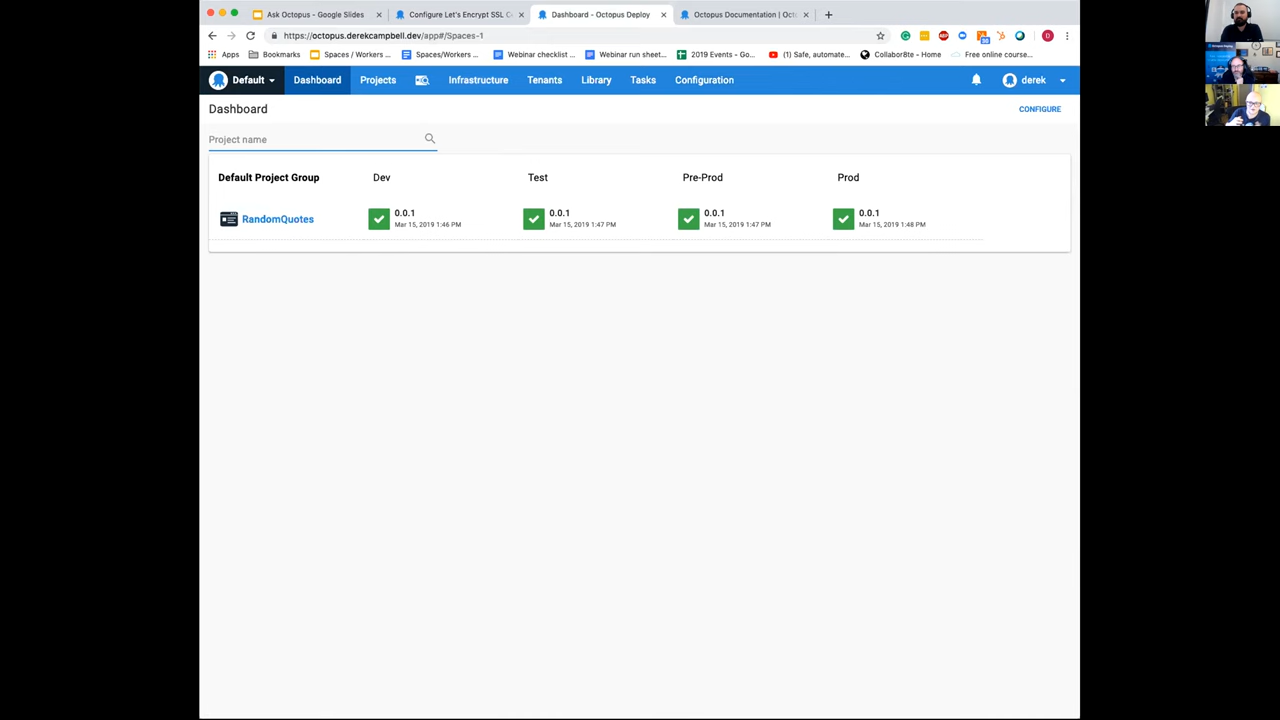 Ask Octopus - Google Slides
Configure Let's Encrypt SSL C
Dashboard - Octopus Deploy
Octopus Documentation | Oct
https://octopus.derekcampbell.dev/app#/Spaces-1
Apps
Bookmarks
Spaces / Workers ...
Spaces/Workers ...
Webinar checklist ...
Webinar run sheet...
2019 Events - Go...
(1) Safe, automate...
Collabor8te - Home
Free online course...
Default
Dashboard
Projects
Infrastructure
Tenants
Library
Tasks
Configuration
derek
Dashboard
CONFIGURE
Project name
Default Project Group
Dev
Test
Pre-Prod
Prod
RandomQuotes
0.0.1
Mar 15, 2019 1:46 PM
0.0.1
Mar 15, 2019 1:47 PM
0.0.1
Mar 15, 2019 1:47 PM
0.0.1
Mar 15, 2019 1:48 PM